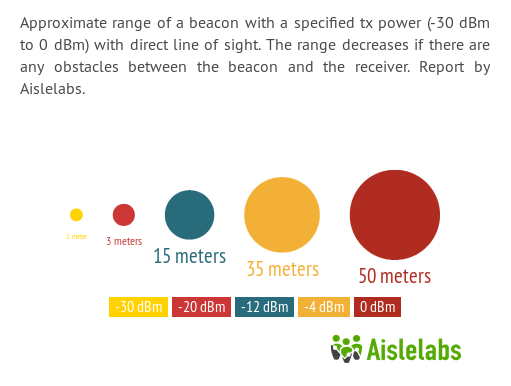 Approximate range of a beacon with a specified tx power (-30 dBm
to 0 dBm) with direct line of sight. The range decreases if there are
any obstacles between the beacon and the receiver. Report by
Aislelabs.
1 meter
3 meters
15 meters
35 meters
50 meters
-30 dBm -20 dBm -12 dBm -4 dBm 0 dBm
Aislelabs